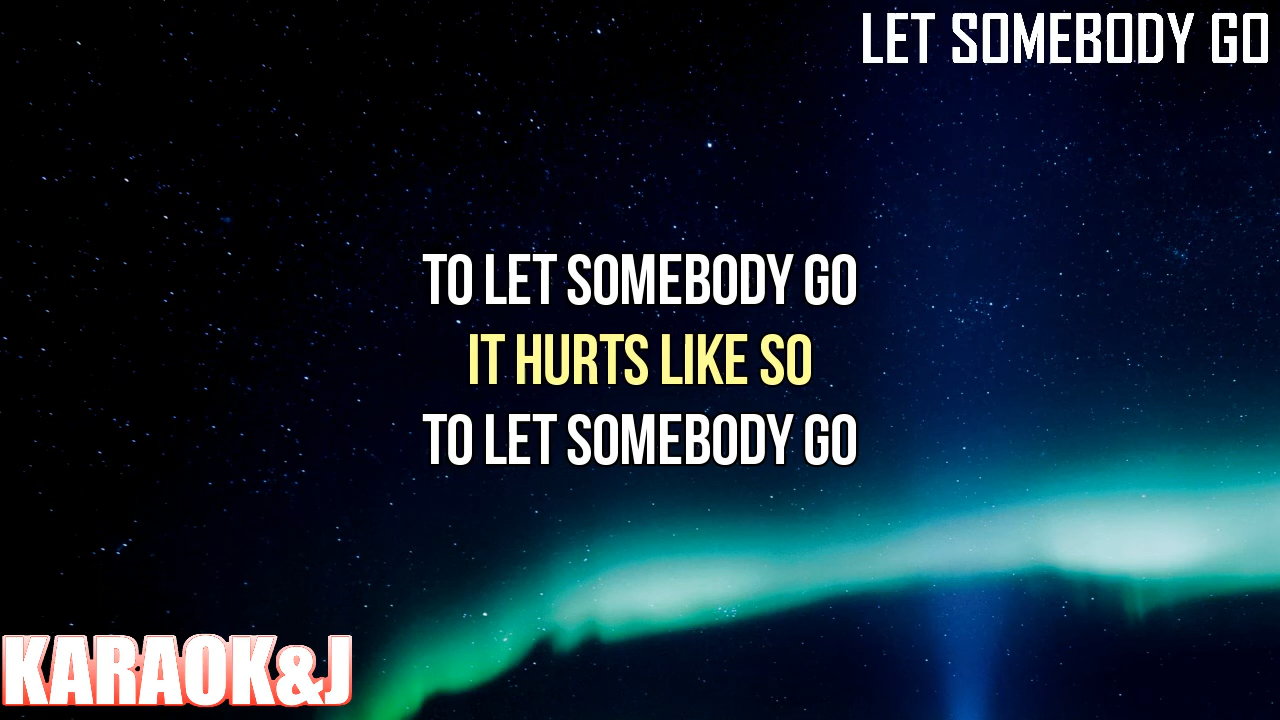 LET SOMEBODY GO
TO LET SOMEBODY GO
IT HURTS LIKE SO
TO LET SOMEBODY GO
KARAOK&J